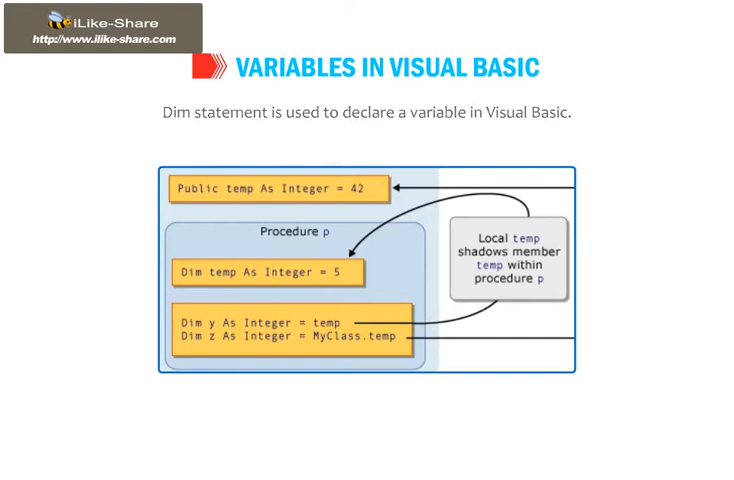 iLike-Share
http://www.ilike-share.com
VARIABLES IN VISUAL BASIC
Dim statement is used to declare a variable in Visual Basic.
Public temp As Integer = 42
Procedure p
Dim temp As Integer = 5
Local temp
shadows member
temp within
procedure p
Dim y As Integer = temp
Dim z As Integer = MyClass.temp